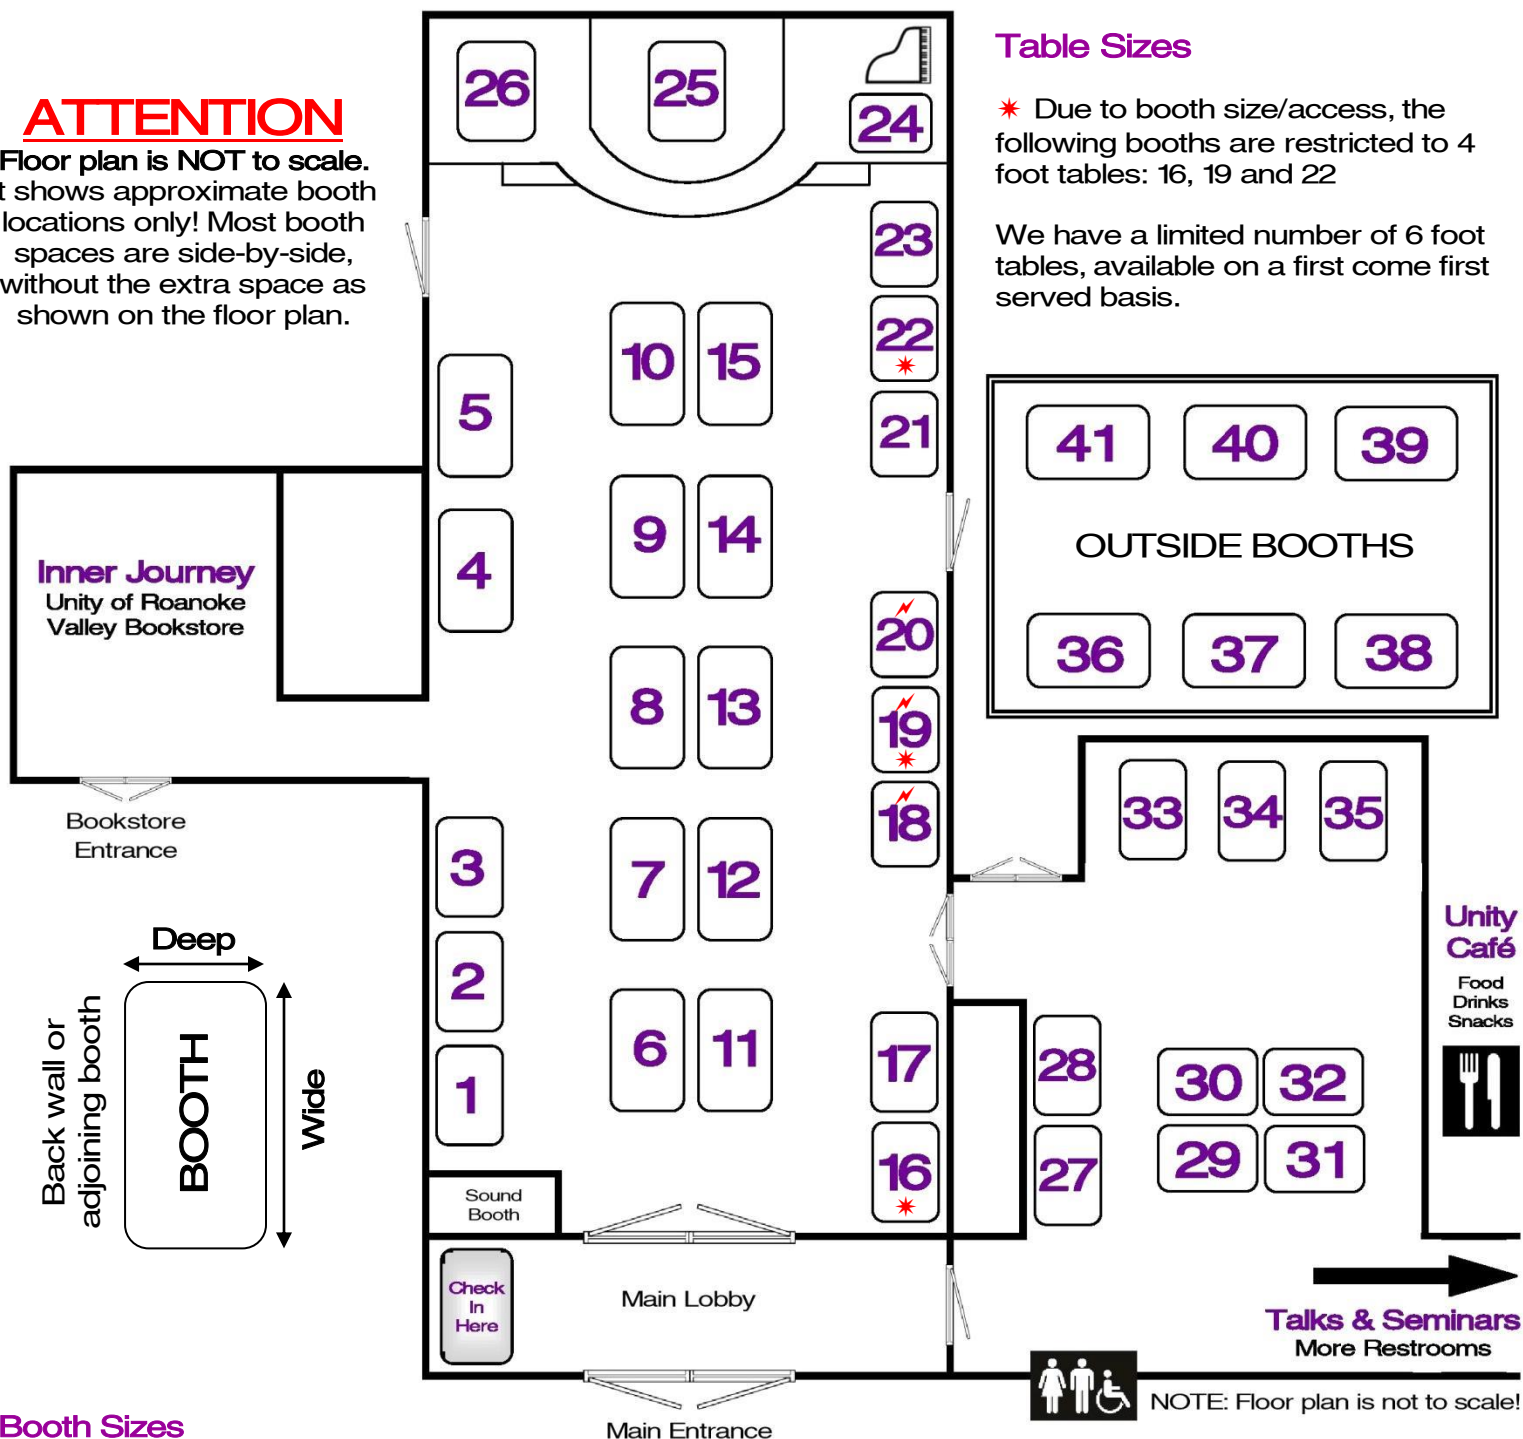 ATTENTION
Floor plan is NOT to scale.
t shows approximate booth
locations only! Most booth
spaces are side-by-side,
without the extra space as
shown on the floor plan.
26
25
24
Table Sizes
✷ Due to booth size/access, the
following booths are restricted to 4
foot tables: 16, 19 and 22
We have a limited number of 6 foot
tables, available on a first come first
served basis.
23
22
21
10 15
5
9 14
4
20
19
18
8 13
7 12
6 11
3
2
1
17
16
41 40 39
OUTSIDE BOOTHS
36 37 38
Inner Journey
Unity of Roanoke
Valley Bookstore
Bookstore
Entrance
33 34 35
28
27
30 32
29 31
Unity
Café
Food
Drinks
Snacks
Deep
Back wall or
adjoining booth
BOOTH
Wide
Sound
Booth
Check
In
Here
Main Lobby
Talks & Seminars
More Restrooms
NOTE: Floor plan is not to scale!
Main Entrance
Booth Sizes